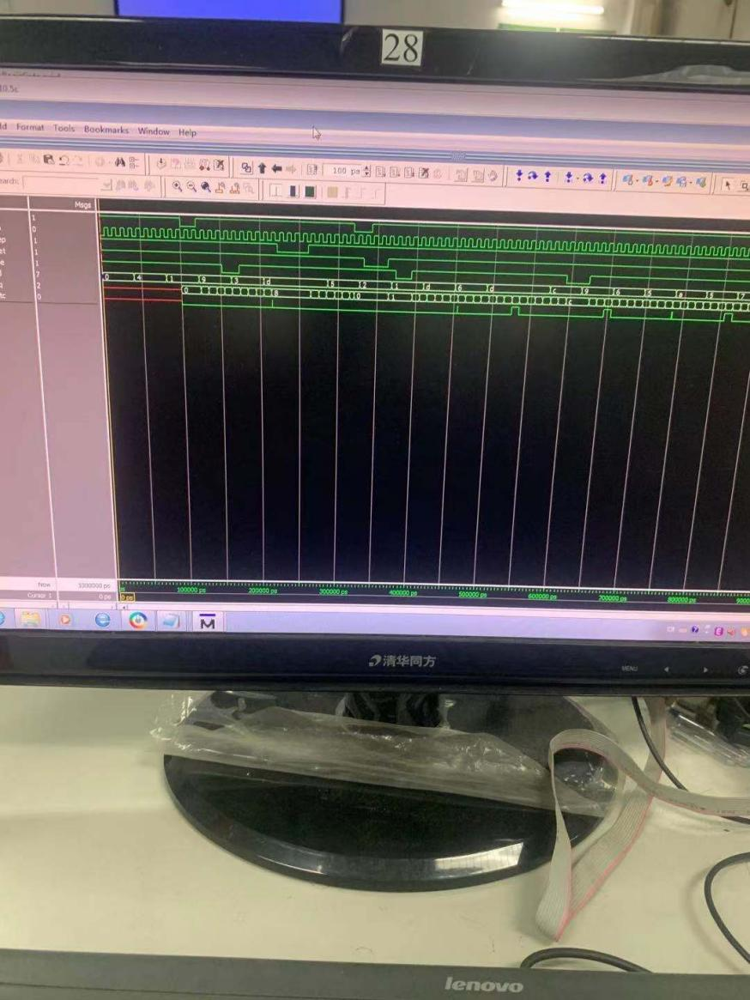 28
10.5c
Format Tools Bookmarks Window Help
100 ps
earch:
Msgs
1
0
1
1
1
7
2
0
0 4 1 9 3 d 5 2 1 d 6 d c 9 6 5 a 5 7
0 8 0 1 c
Now 1000000 ps
Cursor 1 0 ps
0 ps
100000 ps 200000 ps 300000 ps 400000 ps 500000 ps 600000 ps 700000 ps 800000 ps 9000
M
清华同方
MENU
lenovo